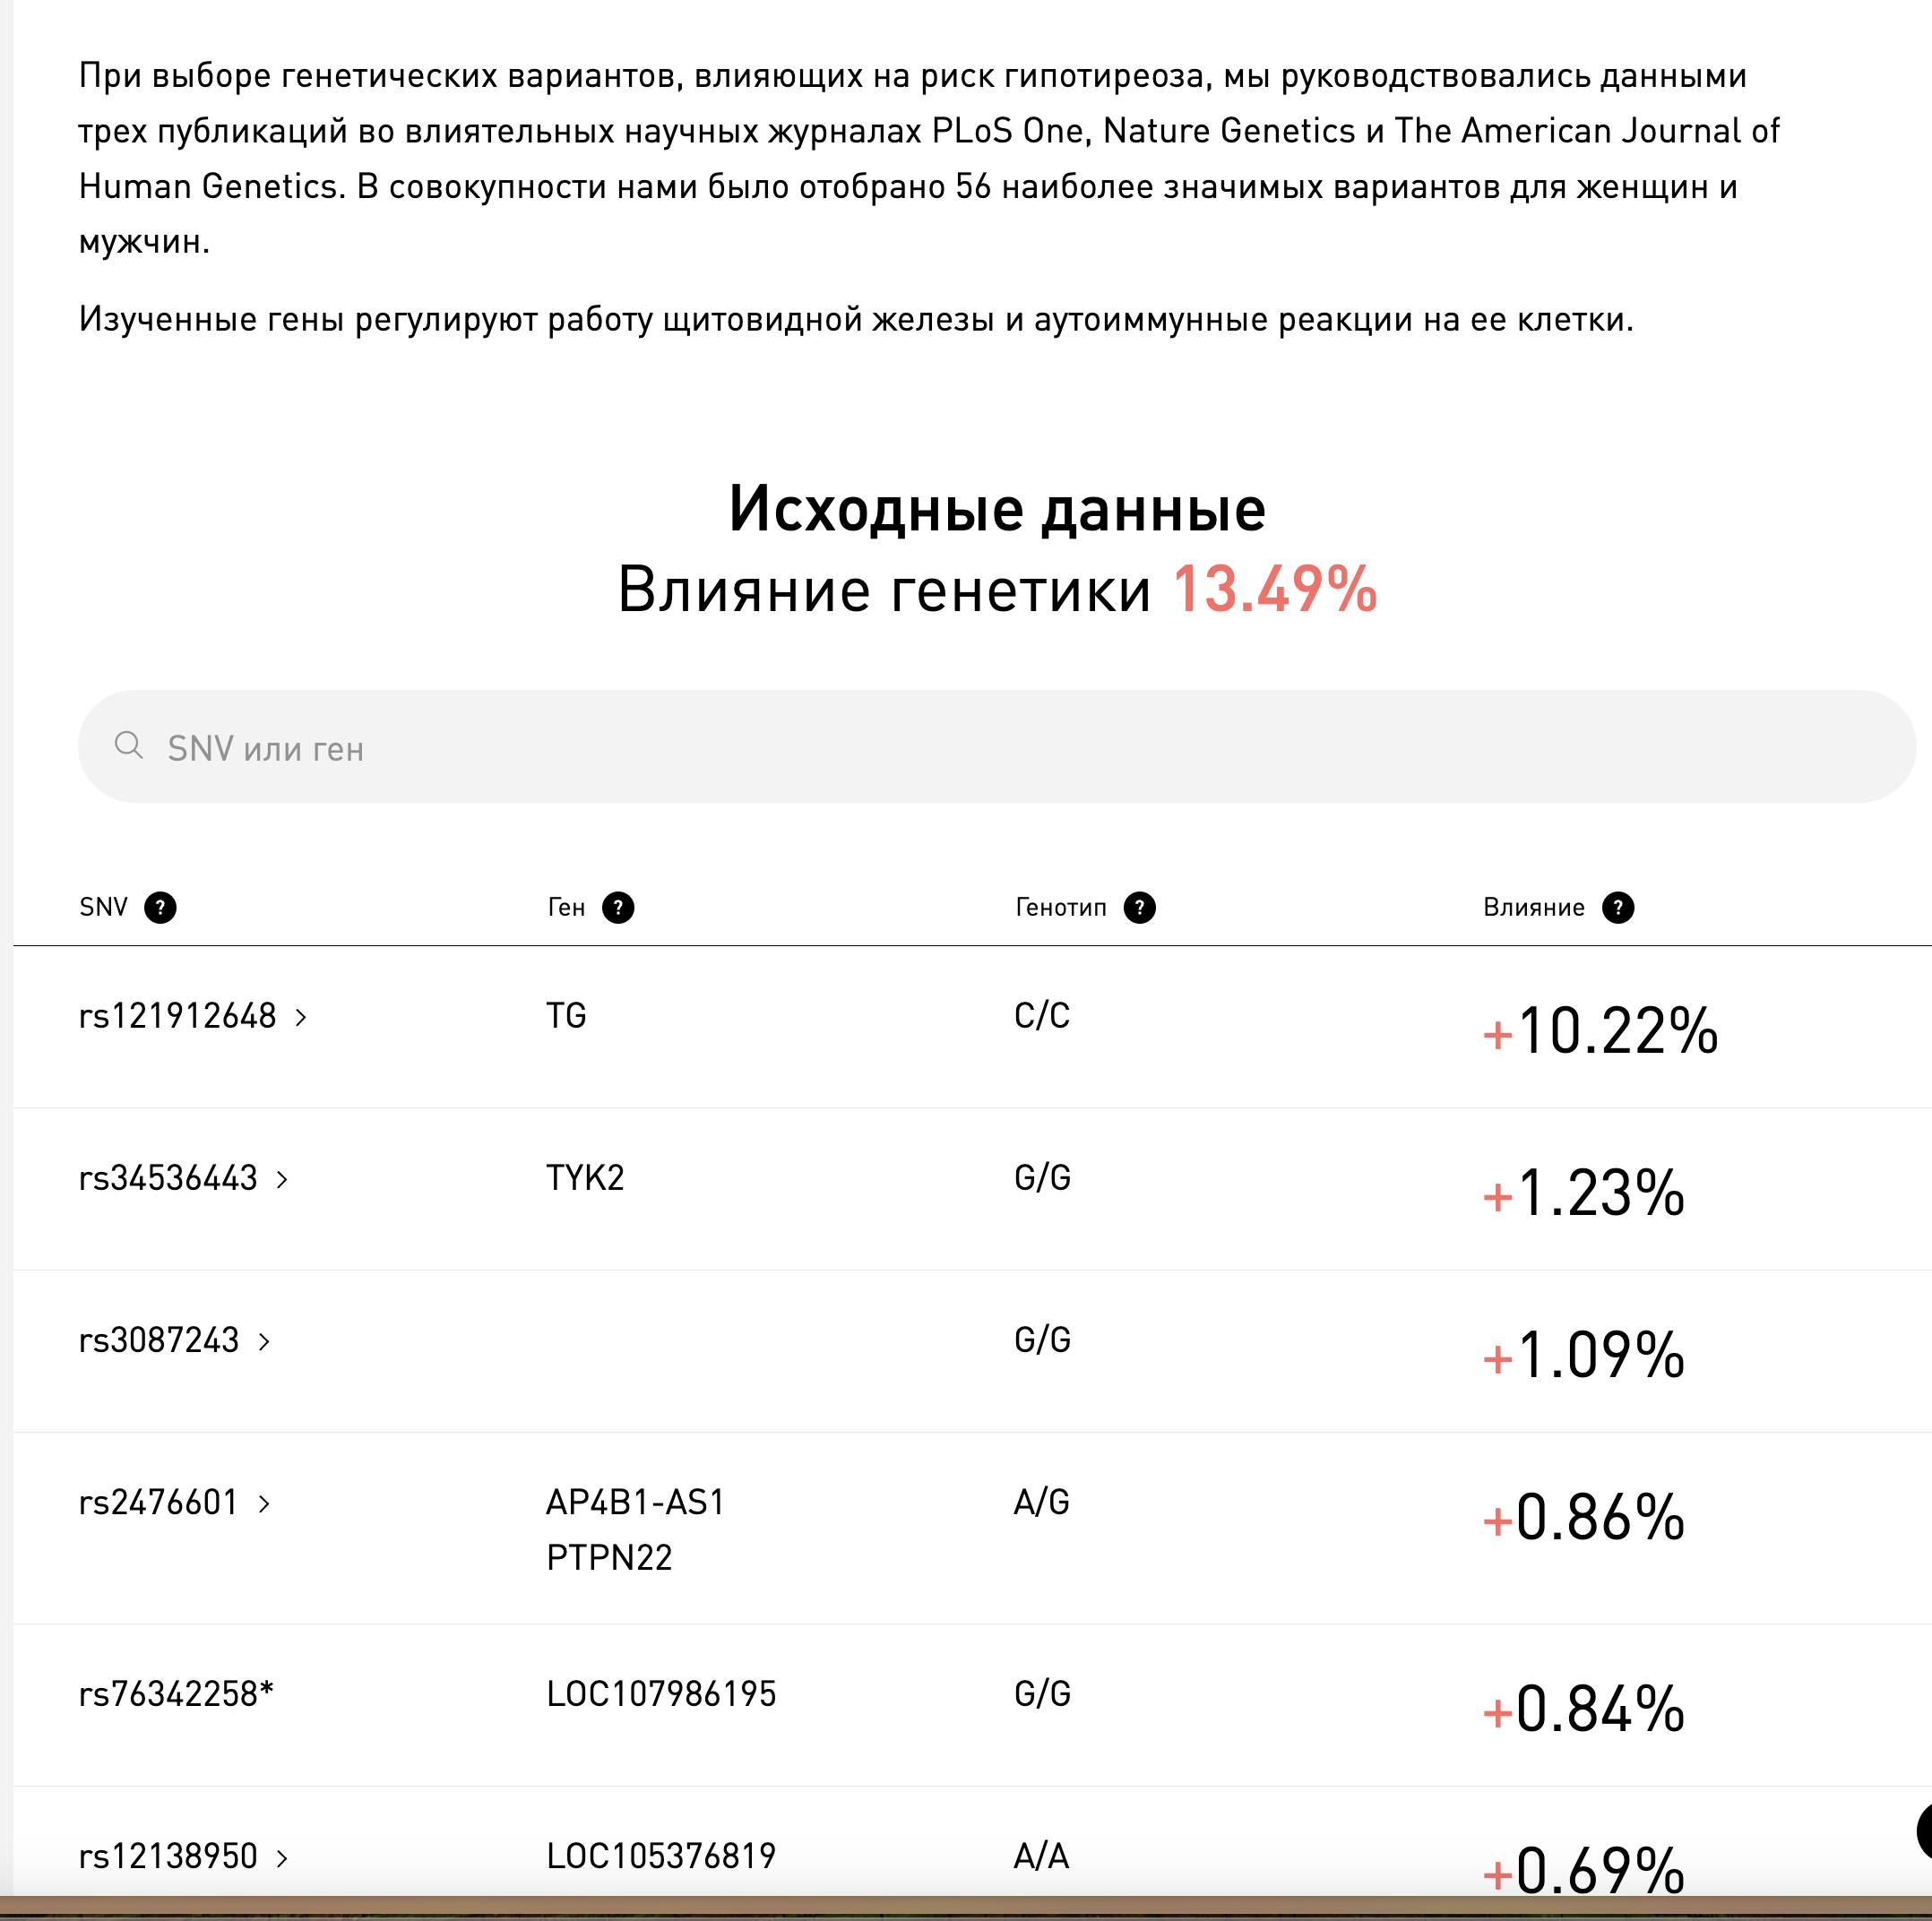 При выборе генетических вариантов, влияющих на риск гипотиреоза, мы руководствовались данными
трех публикаций во влиятельных научных журналах PLoS One, Nature Genetics и The American Journal of
Human Genetics. В совокупности нами было отобрано 56 наиболее значимых вариантов для женщин и
мужчин.
Изученные гены регулируют работу щитовидной железы и аутоиммунные реакции на ее клетки.
Исходные данные
Влияние генетики 13.49%
SNV или ген
SNV ? Ген ? Генотип ? Влияние ?
rs121912648 > TG C/C +10.22%
rs34536443 > TYK2 G/G +1.23%
rs3087243 > G/G +1.09%
rs2476601 > AP4B1-AS1 A/G +0.86%
PTPN22
rs76342258* LOC107986195 G/G +0.84%
rs12138950 > LOC105376819 A/A +0.69%